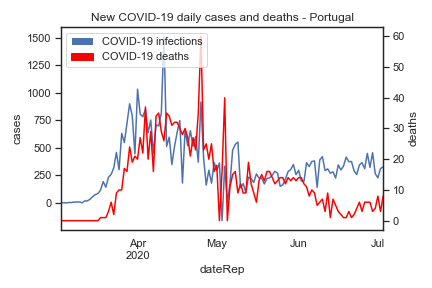 New COVID-19 daily cases and deaths - Portugal
COVID-19 infections
COVID-19 deaths
1500
1250
1000
750
500
250
0
cases
60
50
40
30
20
10
0
deaths
Apr
2020
May
Jun
Jul
dateRep